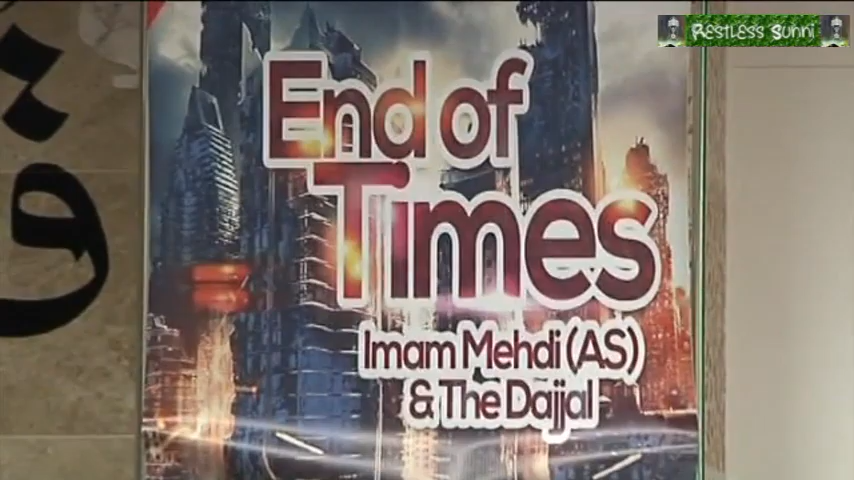 RESTLESS SUNNI
End of
Times
Imam Mehdi (AS)
& The Dajjal